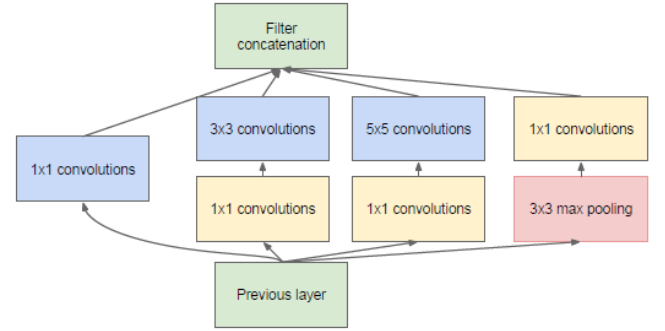 Filter
concatenation
3x3 convolutions
5x5 convolutions
1x1 convolutions
1x1 convolutions
1x1 convolutions
1x1 convolutions
3x3 max pooling
Previous layer